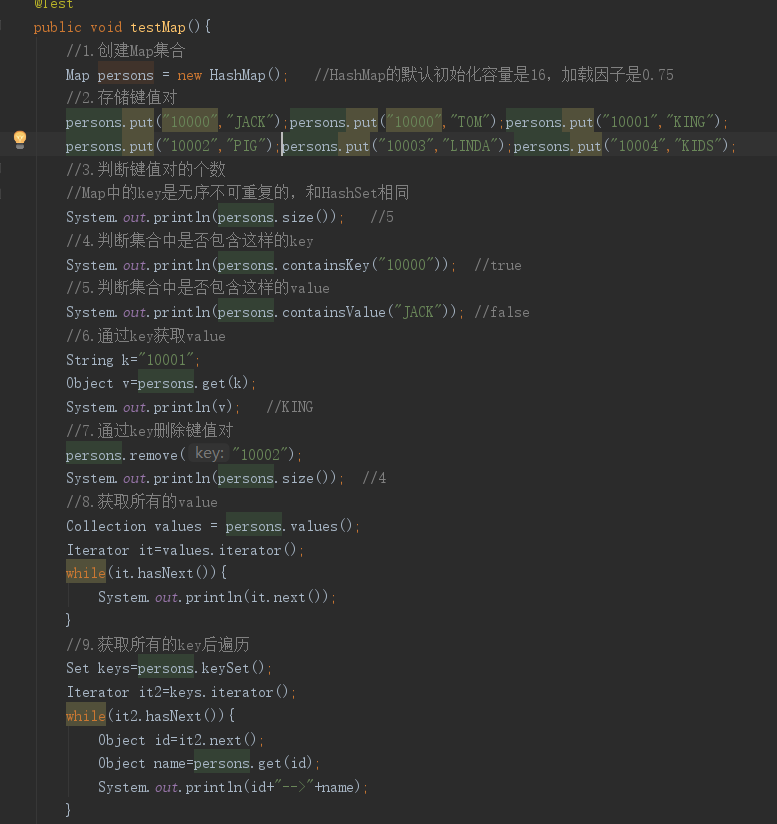 @Test
public void testMap(){
//1.创建Map集合
Map persons = new HashMap();   //HashMap的默认初始化容量是16，加载因子是0.75
//2.存储键值对
persons.put("10000","JACK");persons.put("10000","TOM");persons.put("10001","KING");
persons.put("10002","PIG");persons.put("10003","LINDA");persons.put("10004","KIDS");
//3.判断键值对的个数
//Map中的key是无序不可重复的，和HashSet相同
System.out.println(persons.size());   //5
//4.判断集合中是否包含这样的key
System.out.println(persons.containsKey("10000"));  //true
//5.判断集合中是否包含这样的value
System.out.println(persons.containsValue("JACK")); //false
//6.通过key获取value
String k="10001";
Object v=persons.get(k);
System.out.println(v);   //KING
//7.通过key删除键值对
persons.remove( key: "10002");
System.out.println(persons.size());  //4
//8.获取所有的value
Collection values = persons.values();
Iterator it=values.iterator();
while(it.hasNext()){
System.out.println(it.next());
}
//9.获取所有的key后遍历
Set keys=persons.keySet();
Iterator it2=keys.iterator();
while(it2.hasNext()){
Object id=it2.next();
Object name=persons.get(id);
System.out.println(id+"-->"+name);
}